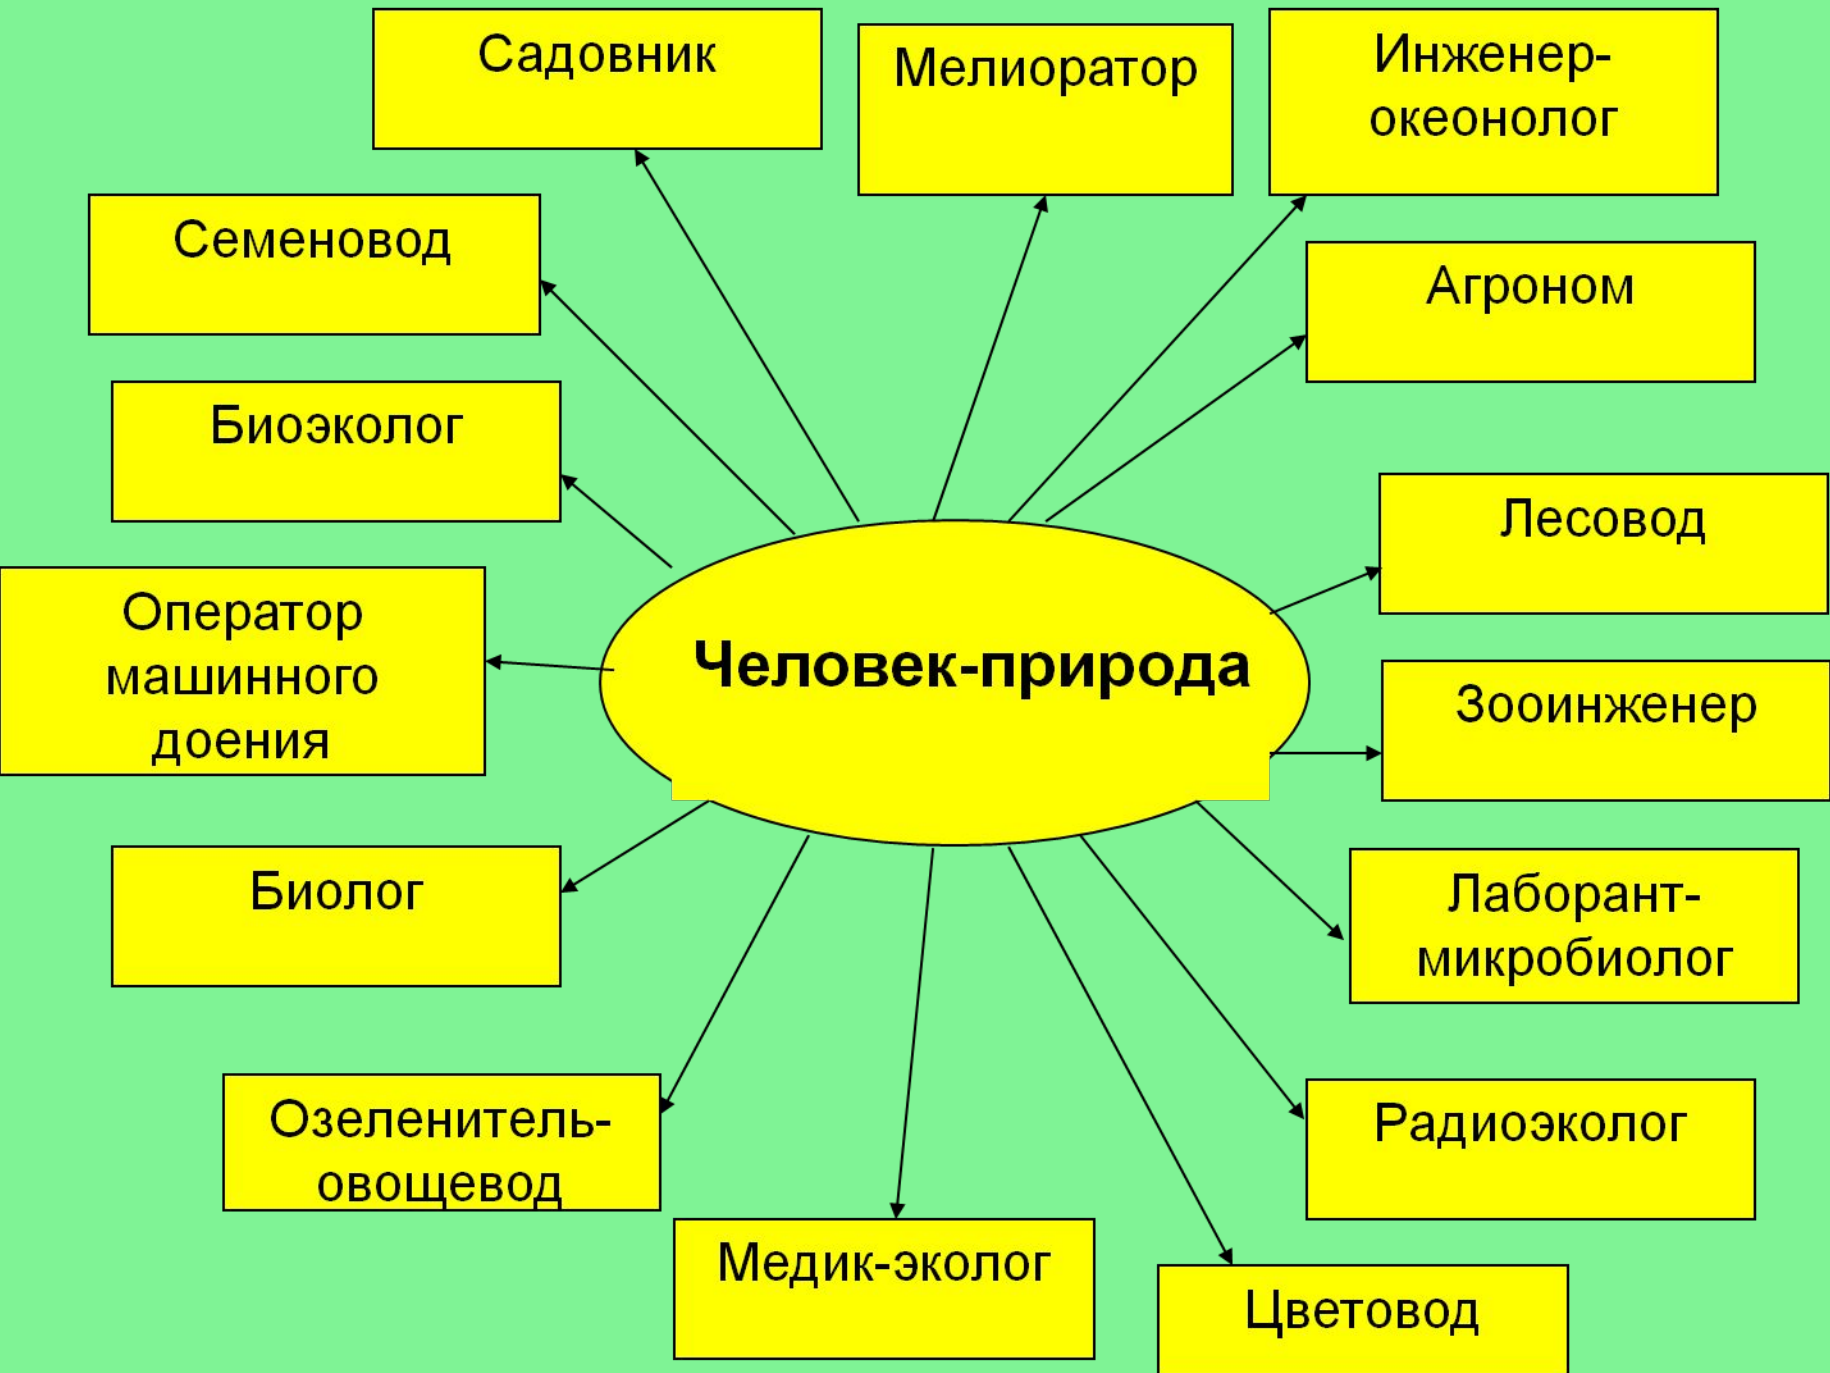 Садовник
Мелиоратор
Инженер-
океонолог
Семеновод
Агроном
Биоэколог
Лесовод
Оператор
машинного
доения
Человек-природа
Зооинженер
Биолог
Лаборант-
микробиолог
Озеленитель-
овощевод
Радиоэколог
Медик-эколог
Цветовод